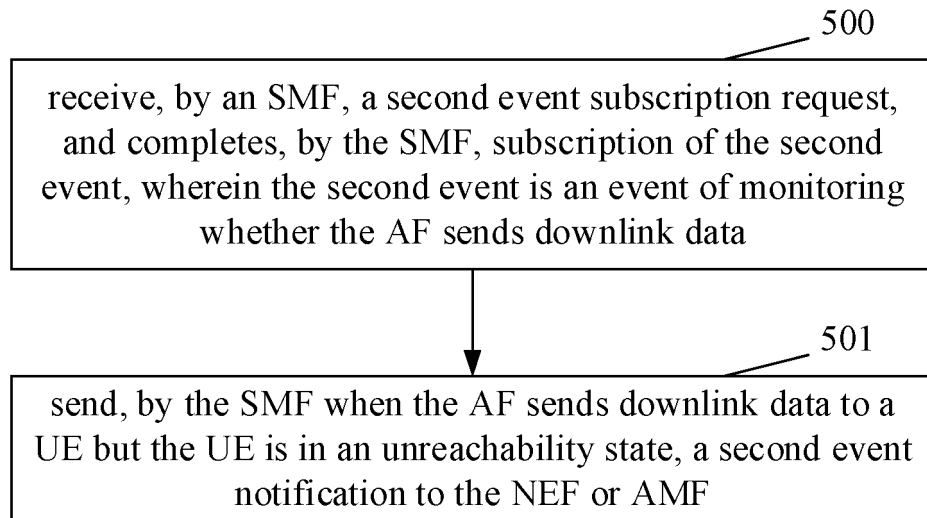 500
receive, by an SMF, a second event subscription request,
and completes, by the SMF, subscription of the second
event, wherein the second event is an event of monitoring
whether the AF sends downlink data
501
send, by the SMF when the AF sends downlink data to a
UE but the UE is in an unreachability state, a second event
notification to the NEF or AMF